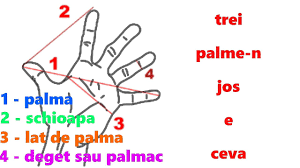 2
1
4
3
1 - palmă
2 - schioapa
3 - lat de palma
4 - deget sau palmac
trei
palme-n
jos
e
ceva